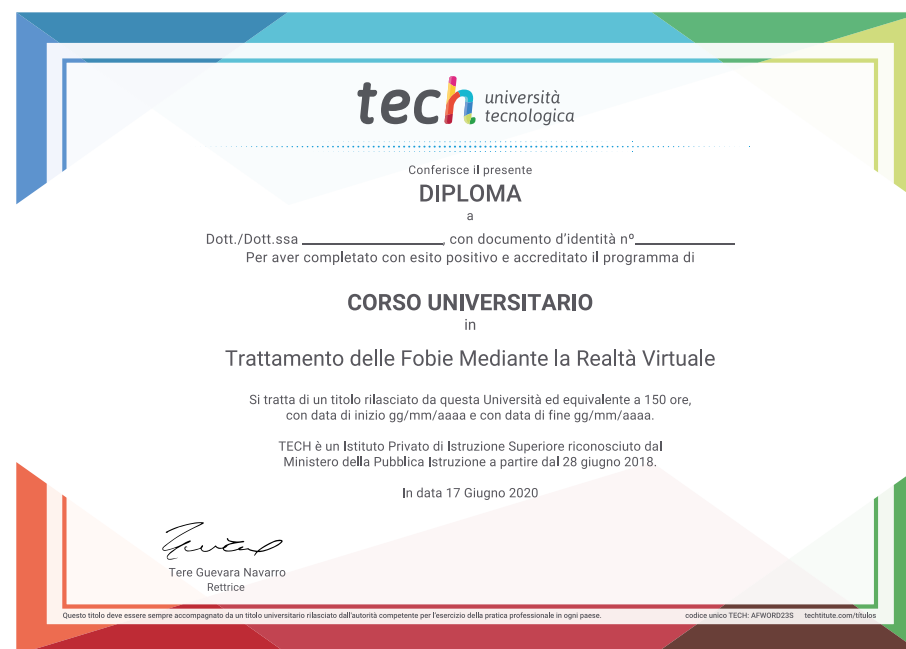 tech università
tecnologica
Conferisce il presente
DIPLOMA
a
Dott./Dott.ssa ____________________, con documento d'identità nº______________
Per aver completato con esito positivo e accreditato il programma di
CORSO UNIVERSITARIO
in
Trattamento delle Fobie Mediante la Realtà Virtuale
Si tratta di un titolo rilasciato da questa Università ed equivalente a 150 ore,
con data di inizio gg/mm/aaaa e con data di fine gg/mm/aaaa.
TECH è un Istituto Privato di Istruzione Superiore riconosciuto dal
Ministero della Pubblica Istruzione a partire dal 28 giugno 2018.
In data 17 Giugno 2020
Tere Guevara Navarro
Rettrice
Questo titolo deve essere sempre accompagnato da un titolo universitario rilasciato dall'autorità competente per l'esercizio della pratica professionale in ogni paese. codice unico TECH: AFWORD23S techtitute.com/titulos